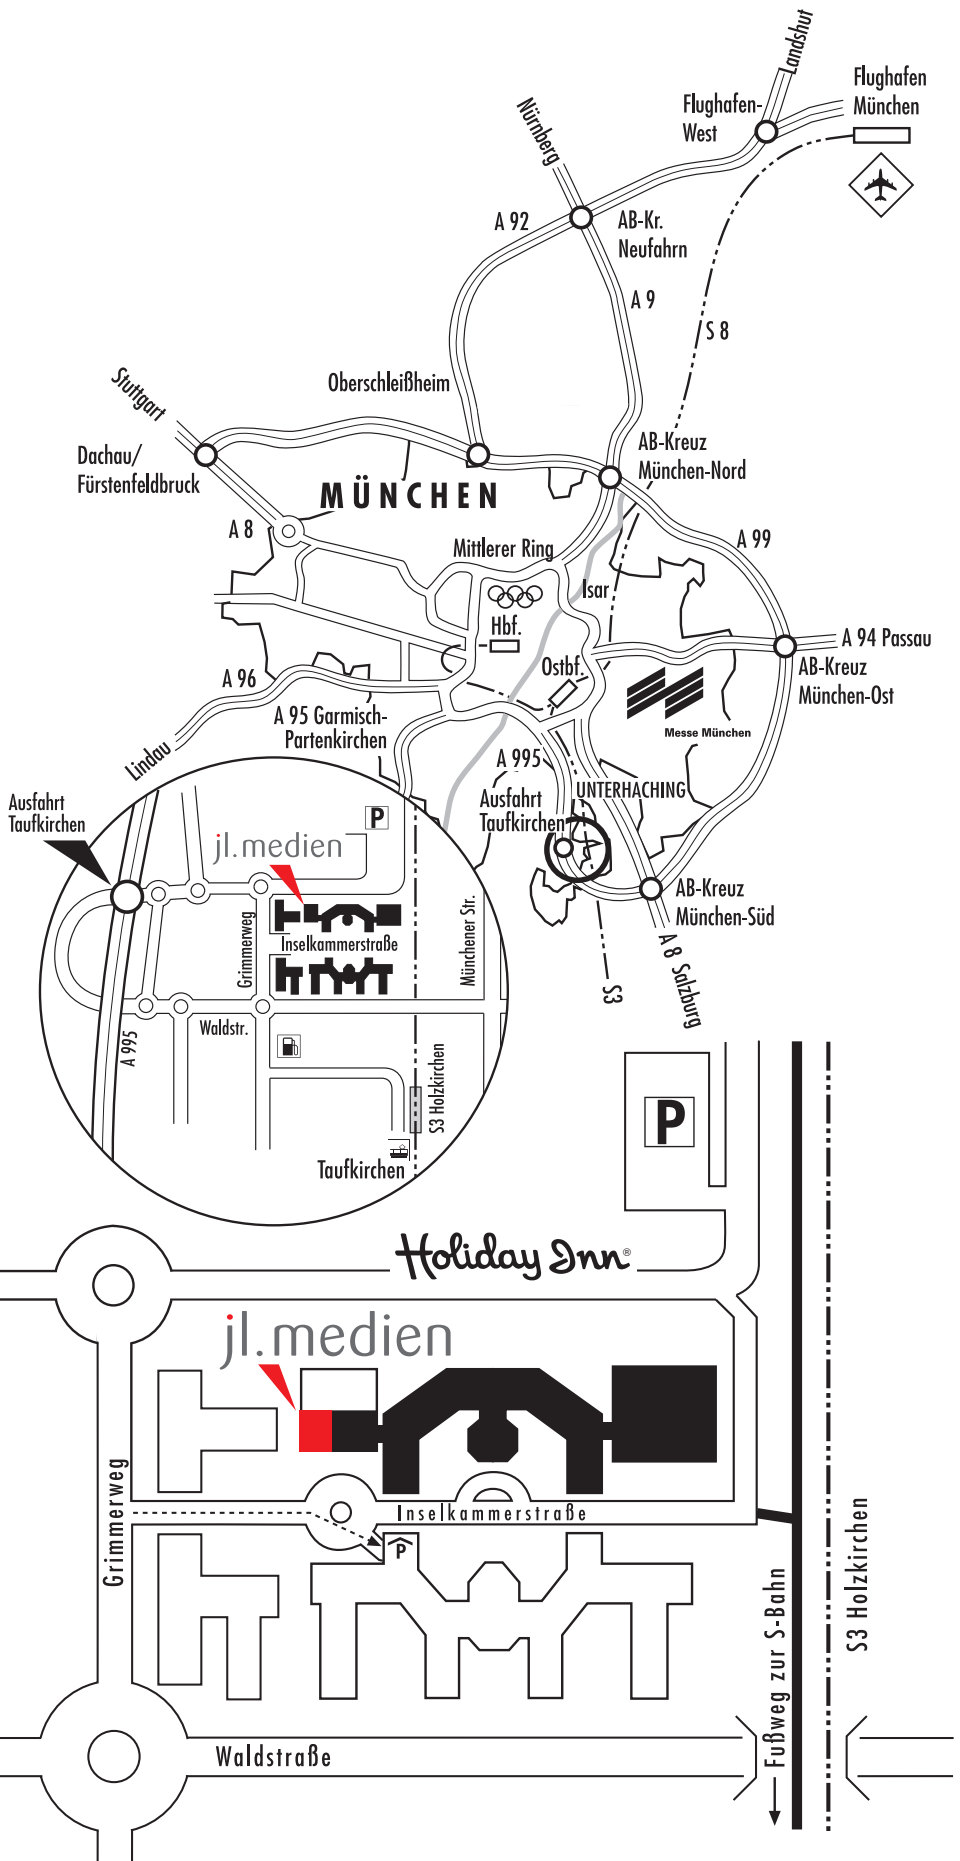 Landshut
Flughafen
München
Flughafen-
West
Nürnberg
A 92
AB-Kr.
Neufahrn
A 9
S 8
Oberschleißheim
Stuttgart
Dachau/
Fürstenfeldbruck
AB-Kreuz
München-Nord
MÜNCHEN
A 8
A 99
Mittlerer Ring
Isar
Hbf.
Ostbf.
A 94 Passau
AB-Kreuz
München-Ost
A 96
A 95 Garmisch-
Partenkirchen
Messe München
Lindau
A 995
UNTERHACHING
Ausfahrt
Taufkirchen
Ausfahrt
Taufkirchen
P
jl.medien
AB-Kreuz
München-Süd
Münchener Str.
Inselkammerstraße
Grimmerweg
A 8 Salzburg
S3
Waldstr.
A 995
S3 Holzkirchen
Taufkirchen
P
Holiday Inn®
jl.medien
Grimmerweg
Inselkammerstraße
P
S3 Holzkirchen
Fußweg zur S-Bahn
Waldstraße